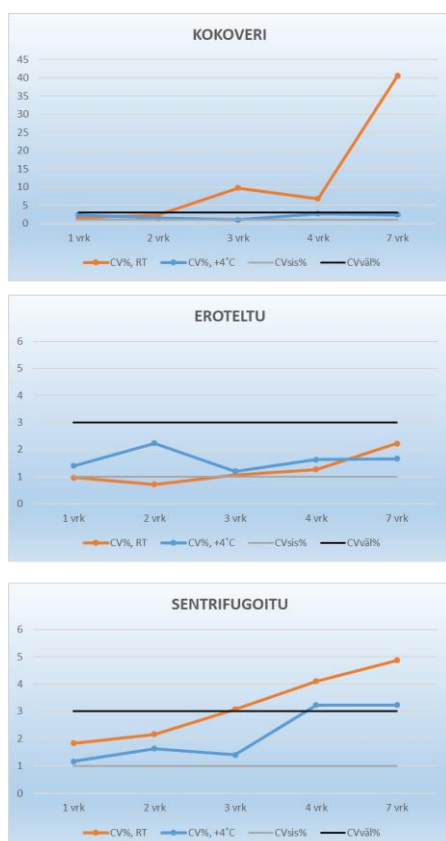 KOKOVERI
45
40
35
30
25
20
15
10
5
0
1 vrk 2 vrk 3 vrk 4 vrk 7 vrk
CV%, RT CV%, +4°C CVsis% CVväl%
EROTELTU
6
5
4
3
2
1
0
1 vrk 2 vrk 3 vrk 4 vrk 7 vrk
CV%, RT CV%, +4°C CVsis% CVväl%
SENTRIFUGOITU
6
5
4
3
2
1
0
1 vrk 2 vrk 3 vrk 4 vrk 7 vrk
CV%, RT CV%, +4°C CVsis% CVväl%